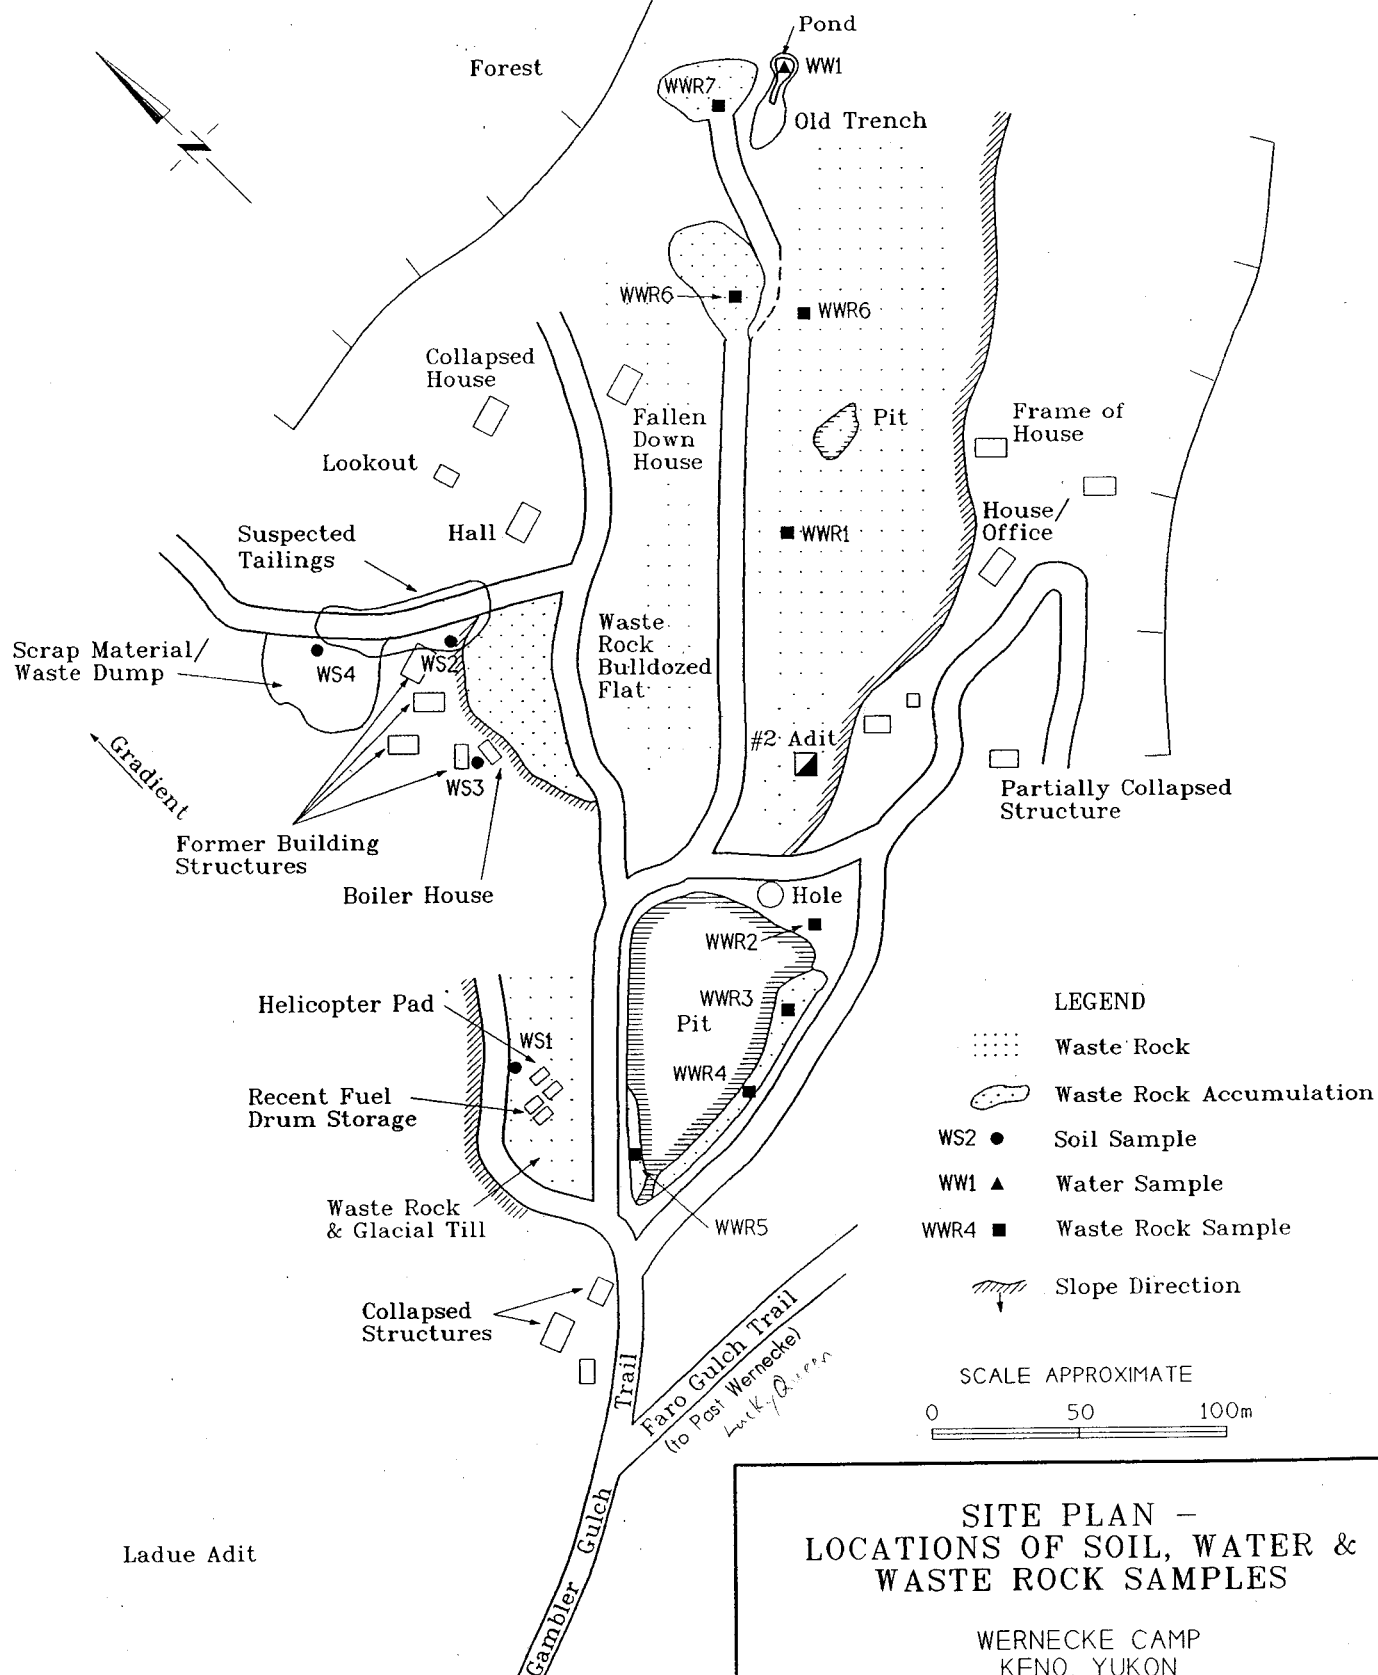 Pond
Forest
WW1
WWR7
Old Trench
N
WWR6
WWR6
Collapsed
House
Fallen
Down
House
Pit
Frame of
House
Lookout
Hall
House/
Office
Suspected
Tailings
WWR1
Scrap Material/
Waste Dump
WS4
WS2
Waste
Rock
Bulldozed
Flat
Gradient
#2 Adit
WS3
Partially Collapsed
Structure
Former Building
Structures
Boiler House
Hole
WWR2
Helicopter Pad
WWR3
Pit
WS1
WWR4
Recent Fuel
Drum Storage
Waste Rock
& Glacial Till
WWR5
LEGEND
Waste Rock
Waste Rock Accumulation
WS2 Soil Sample
WW1 Water Sample
WWR4 Waste Rock Sample
Slope Direction
Collapsed
Structures
Faro Gulch Trail
(to Past Wernecke)
Lucky Queen
Gambler Gulch Trail
SCALE APPROXIMATE
0 50 100m
Ladue Adit
SITE PLAN –
LOCATIONS OF SOIL, WATER &
WASTE ROCK SAMPLES
WERNECKE CAMP
KENO YUKON